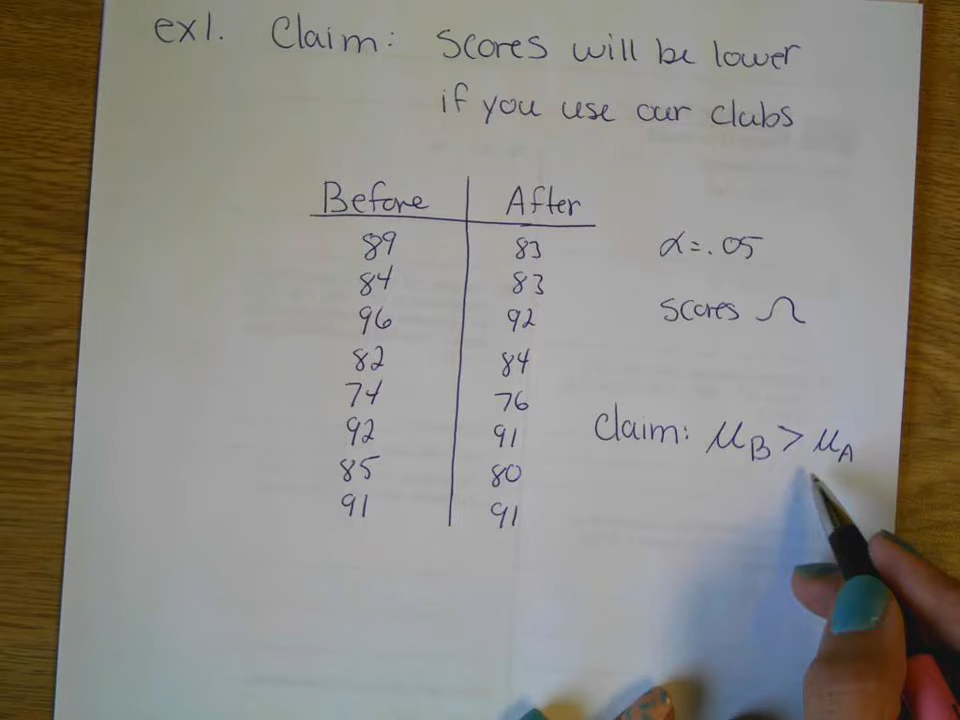 ex1. Claim: Scores will be lower
if you use our clubs
Before After
89 83
84 83 α=.05
96 92 scores
82 84
74 76
92 91 Claim: μB > μA
85 80
91 91